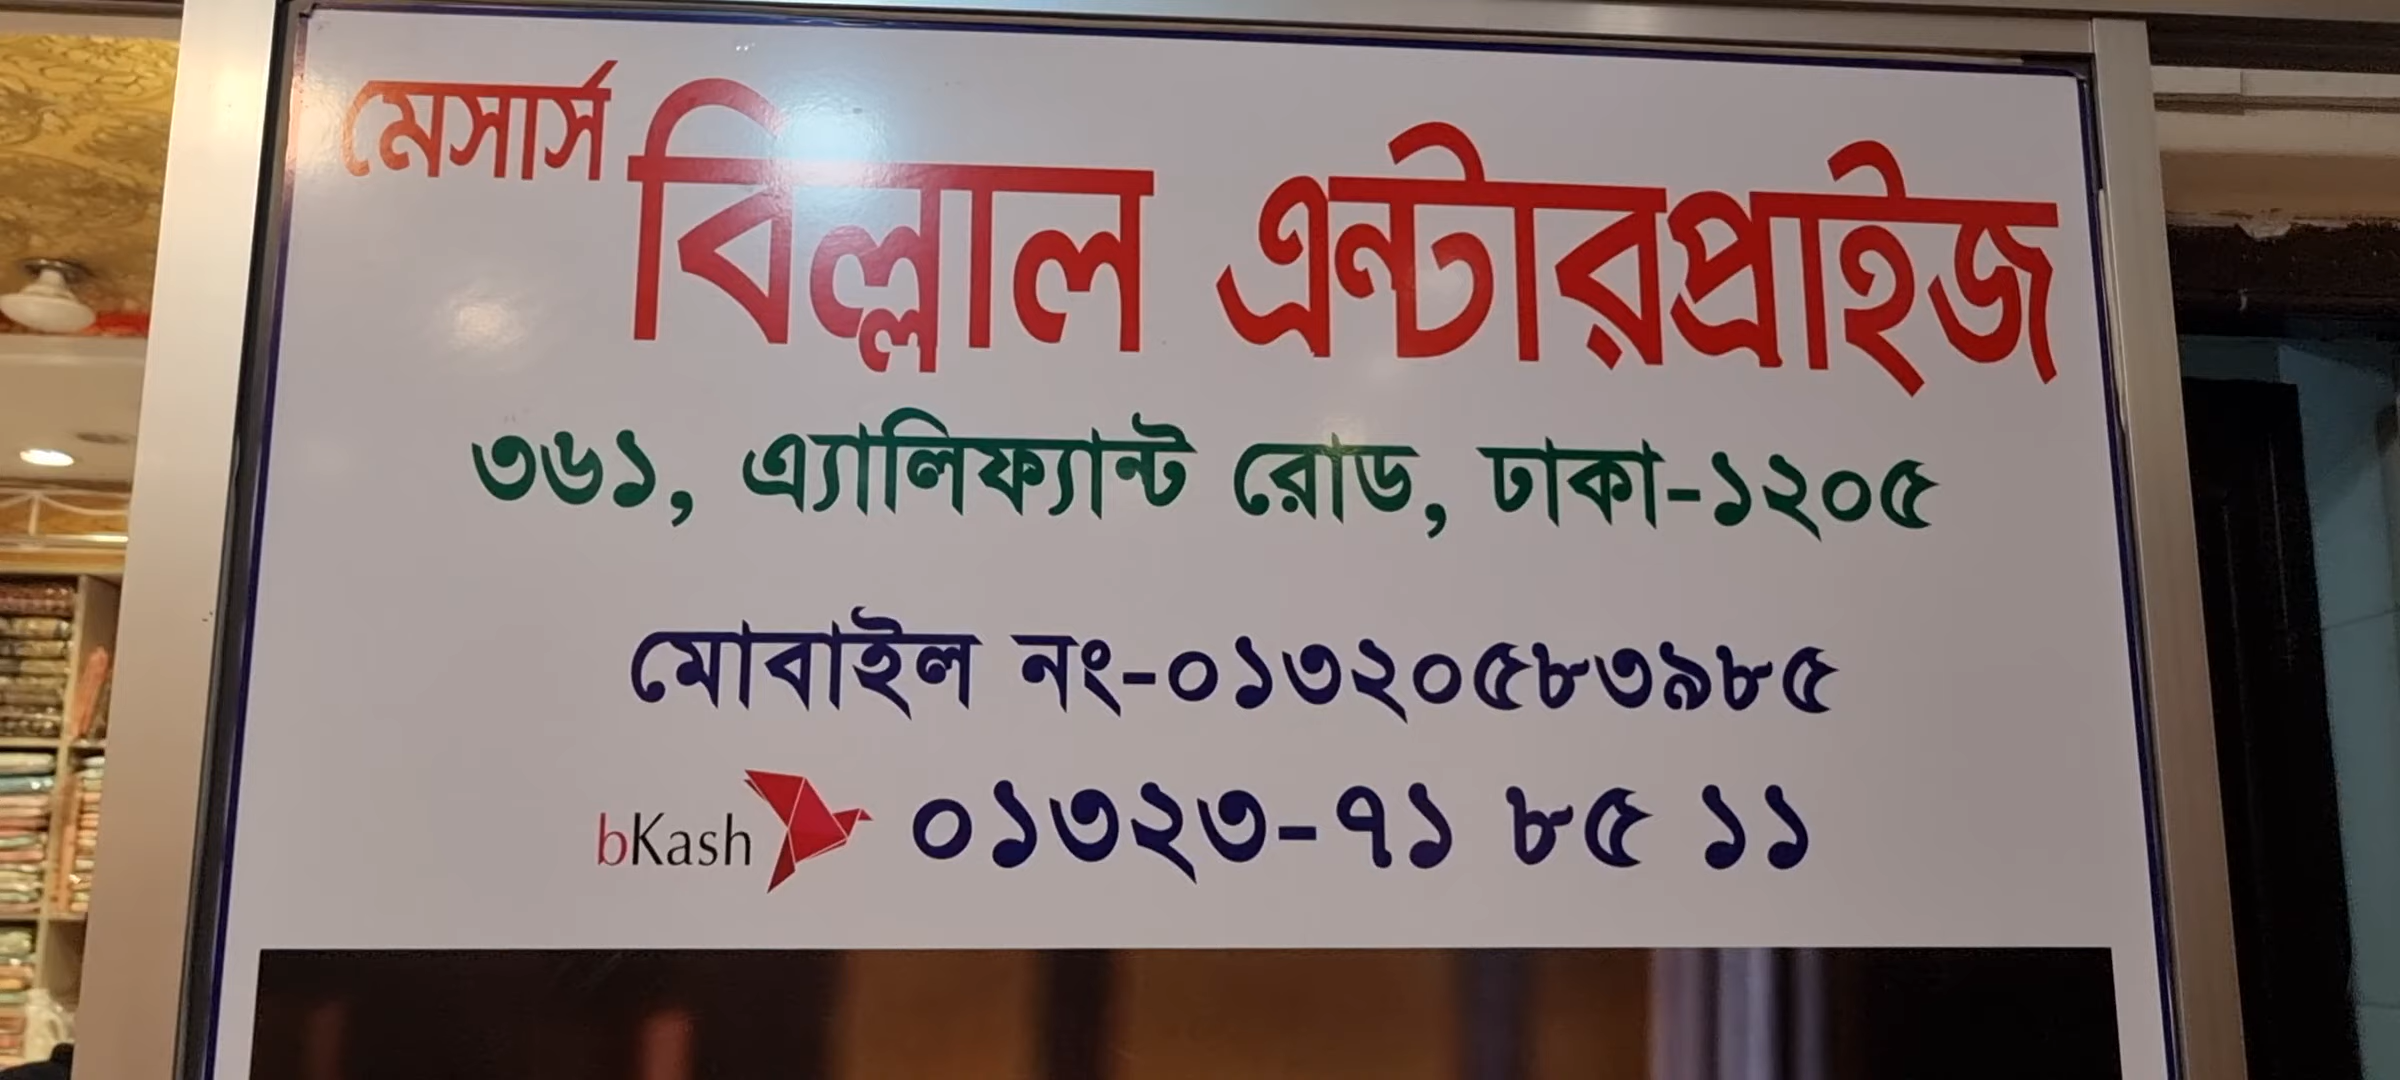 মেসার্স বিল্লাল এন্টারপ্রাইজ
৩৬১, এ্যালিফ্যান্ট রোড, ঢাকা-১২০৫
মোবাইল নং-০১৩২০৫৮৩৯৮৫
bKash ০১৩২৩-৭১ ৮৫ ১১